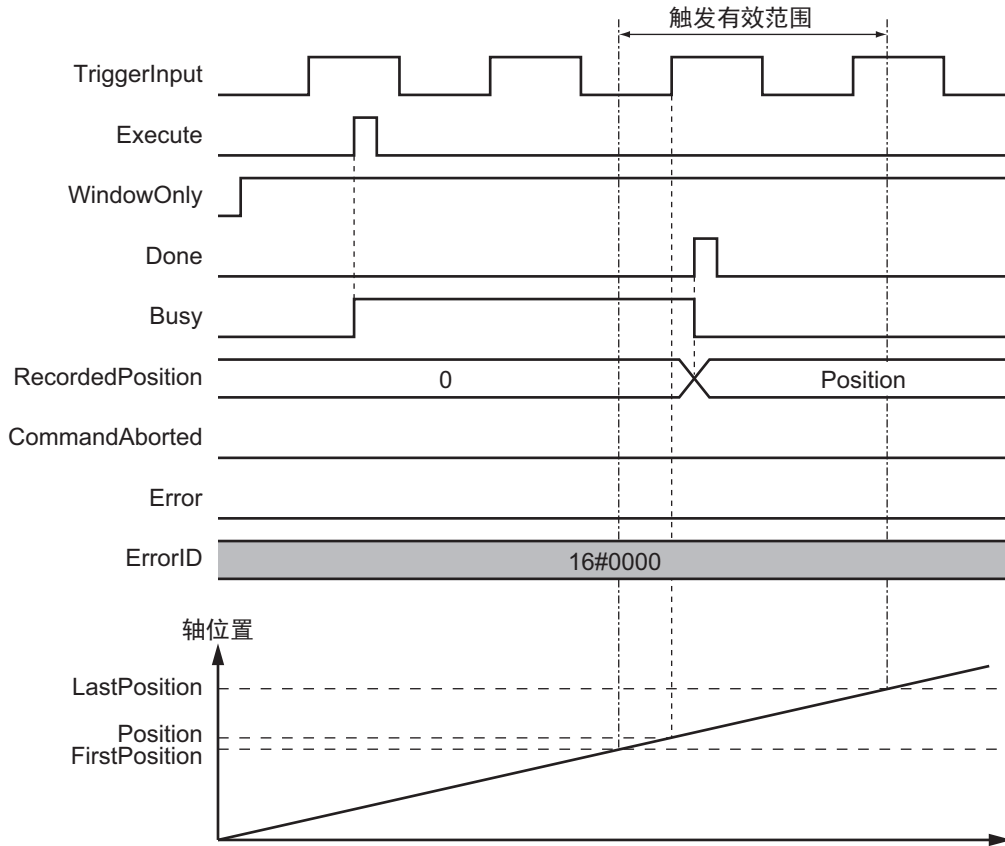 触发有效范围
TriggerInput
Execute
WindowOnly
Done
Busy
RecordedPosition
0
Position
CommandAborted
Error
ErrorID
16#0000
轴位置
LastPosition
Position
FirstPosition